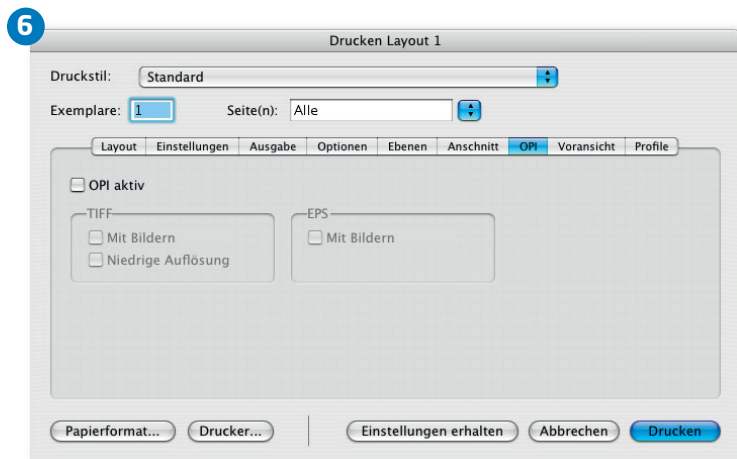 6
Drucken Layout 1
Druckstil: Standard
Exemplare: 1 Seite(n): Alle
Layout Einstellungen Ausgabe Optionen Ebenen Anschnitt OPI Voransicht Profile
OPI aktiv
TIFF EPS
Mit Bildern Mit Bildern
Niedrige Auflösung
Papierformat... Drucker... Einstellungen erhalten Abbrechen Drucken